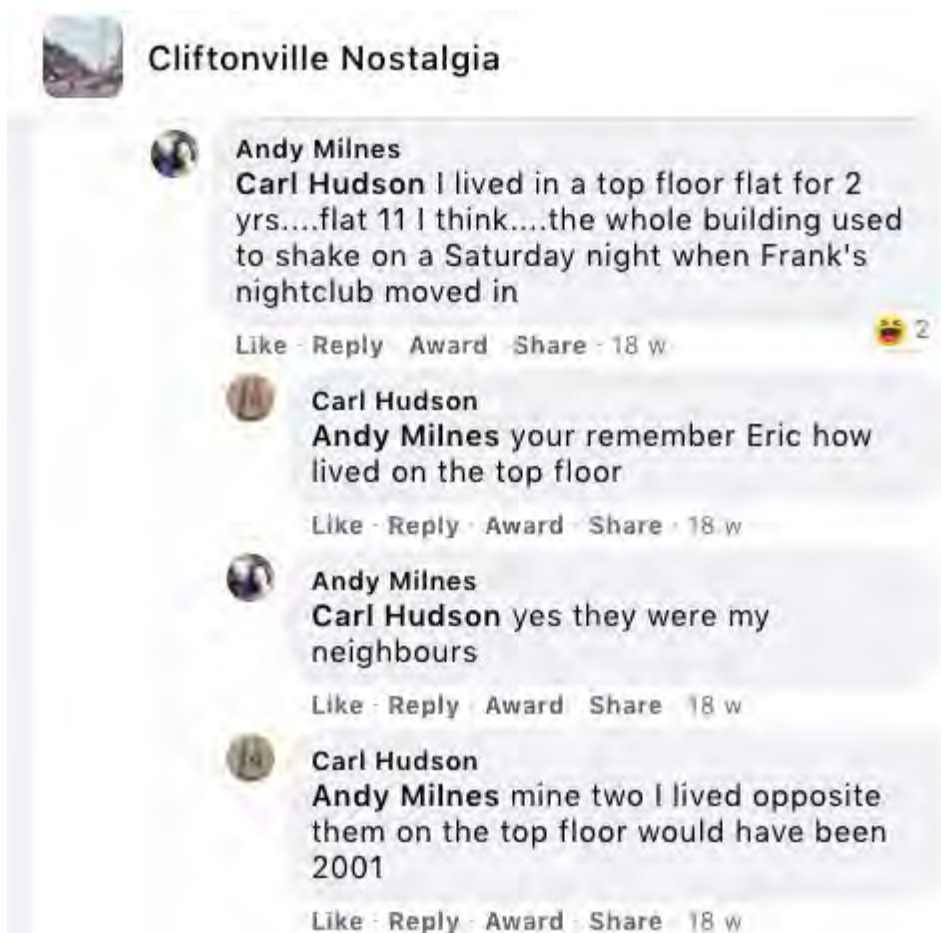 Cliftonville Nostalgia
Andy Milnes
Carl Hudson I lived in a top floor flat for 2
yrs....flat 11 I think....the whole building used
to shake on a Saturday night when Frank's
nightclub moved in
Like · Reply · Award · Share · 18 w
2
Carl Hudson
Andy Milnes your remember Eric how
lived on the top floor
Like · Reply · Award · Share · 18 w
Andy Milnes
Carl Hudson yes they were my
neighbours
Like · Reply · Award · Share · 18 w
Carl Hudson
Andy Milnes mine two I lived opposite
them on the top floor would have been
2001
Like · Reply · Award · Share · 18 w